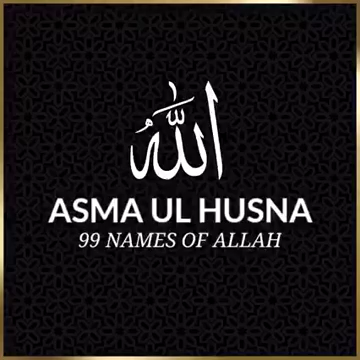 الله
ASMA UL HUSNA
99 NAMES OF ALLAH